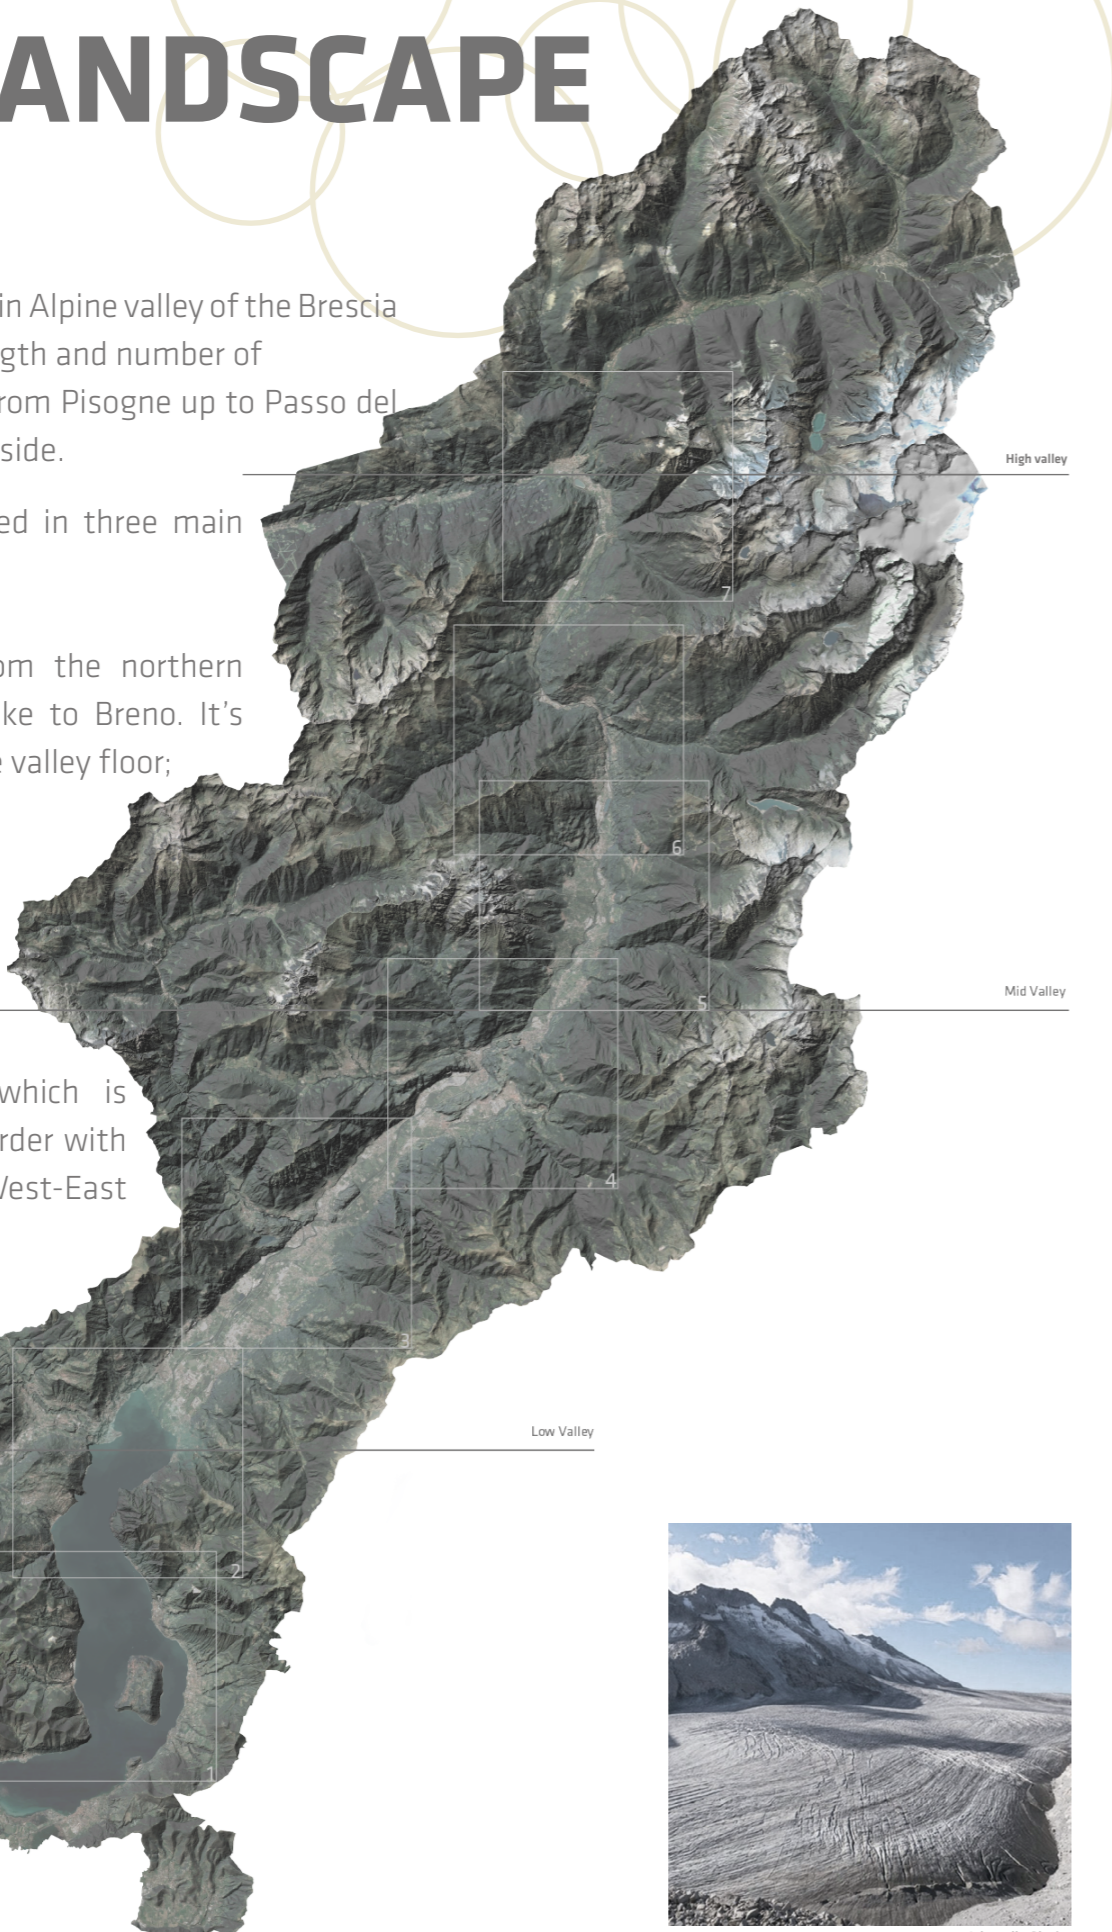 ANDSCAPE
in Alpine valley of the Brescia
gth and number of
rom Pisogne up to Passo del
side.
High valley
ed in three main
7
om the northern
ke to Breno. It's
e valley floor;
6
Mid Valley
5
which is
rder with
West-East
4
3
Low Valley
2
1